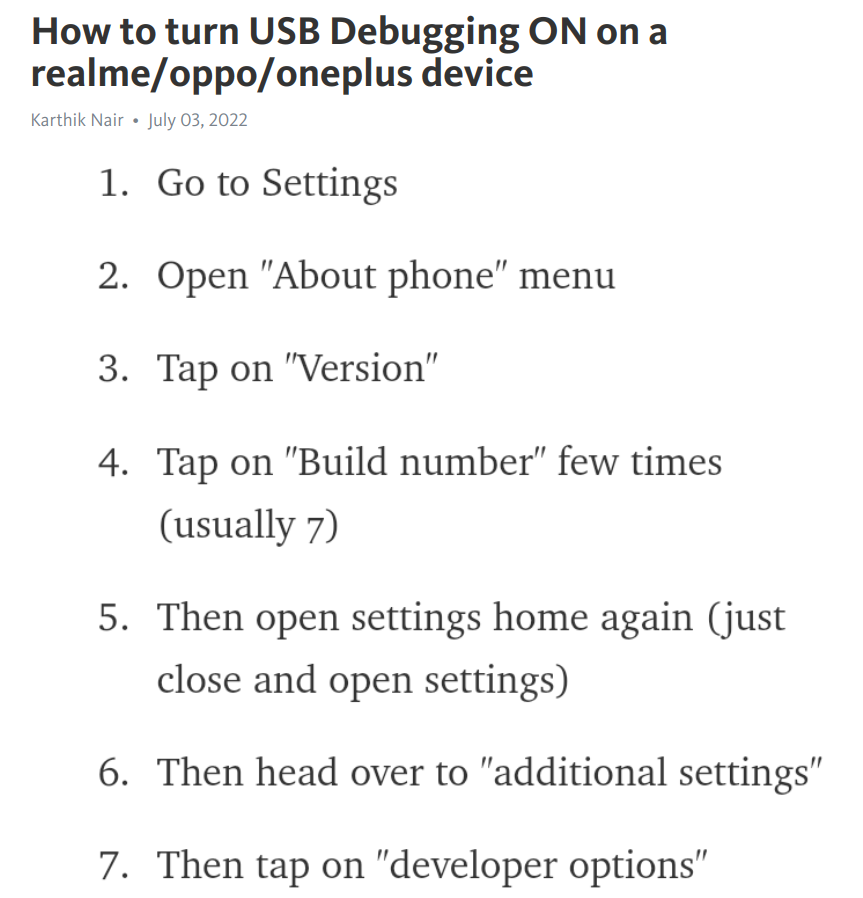 How to turn USB Debugging ON on a
realme/oppo/oneplus device
Karthik Nair • July 03, 2022
1. Go to Settings
2. Open "About phone" menu
3. Tap on "Version"
4. Tap on "Build number" few times
(usually 7)
5. Then open settings home again (just
close and open settings)
6. Then head over to "additional settings"
7. Then tap on "developer options"